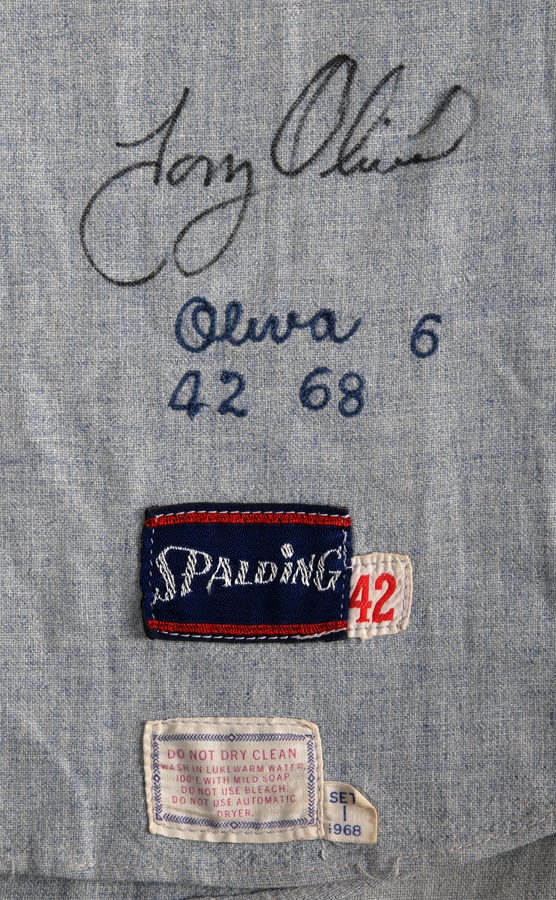 Tony Oliva
Oliva 6
42 68
SPALDING
42
DO NOT DRY CLEAN
WASH IN LUKEWARM WATER,
100°E WITH MILD SOAP.
DO NOT USE BLEACH.
DO NOT USE AUTOMATIC
DRYER.
SET
1
1968